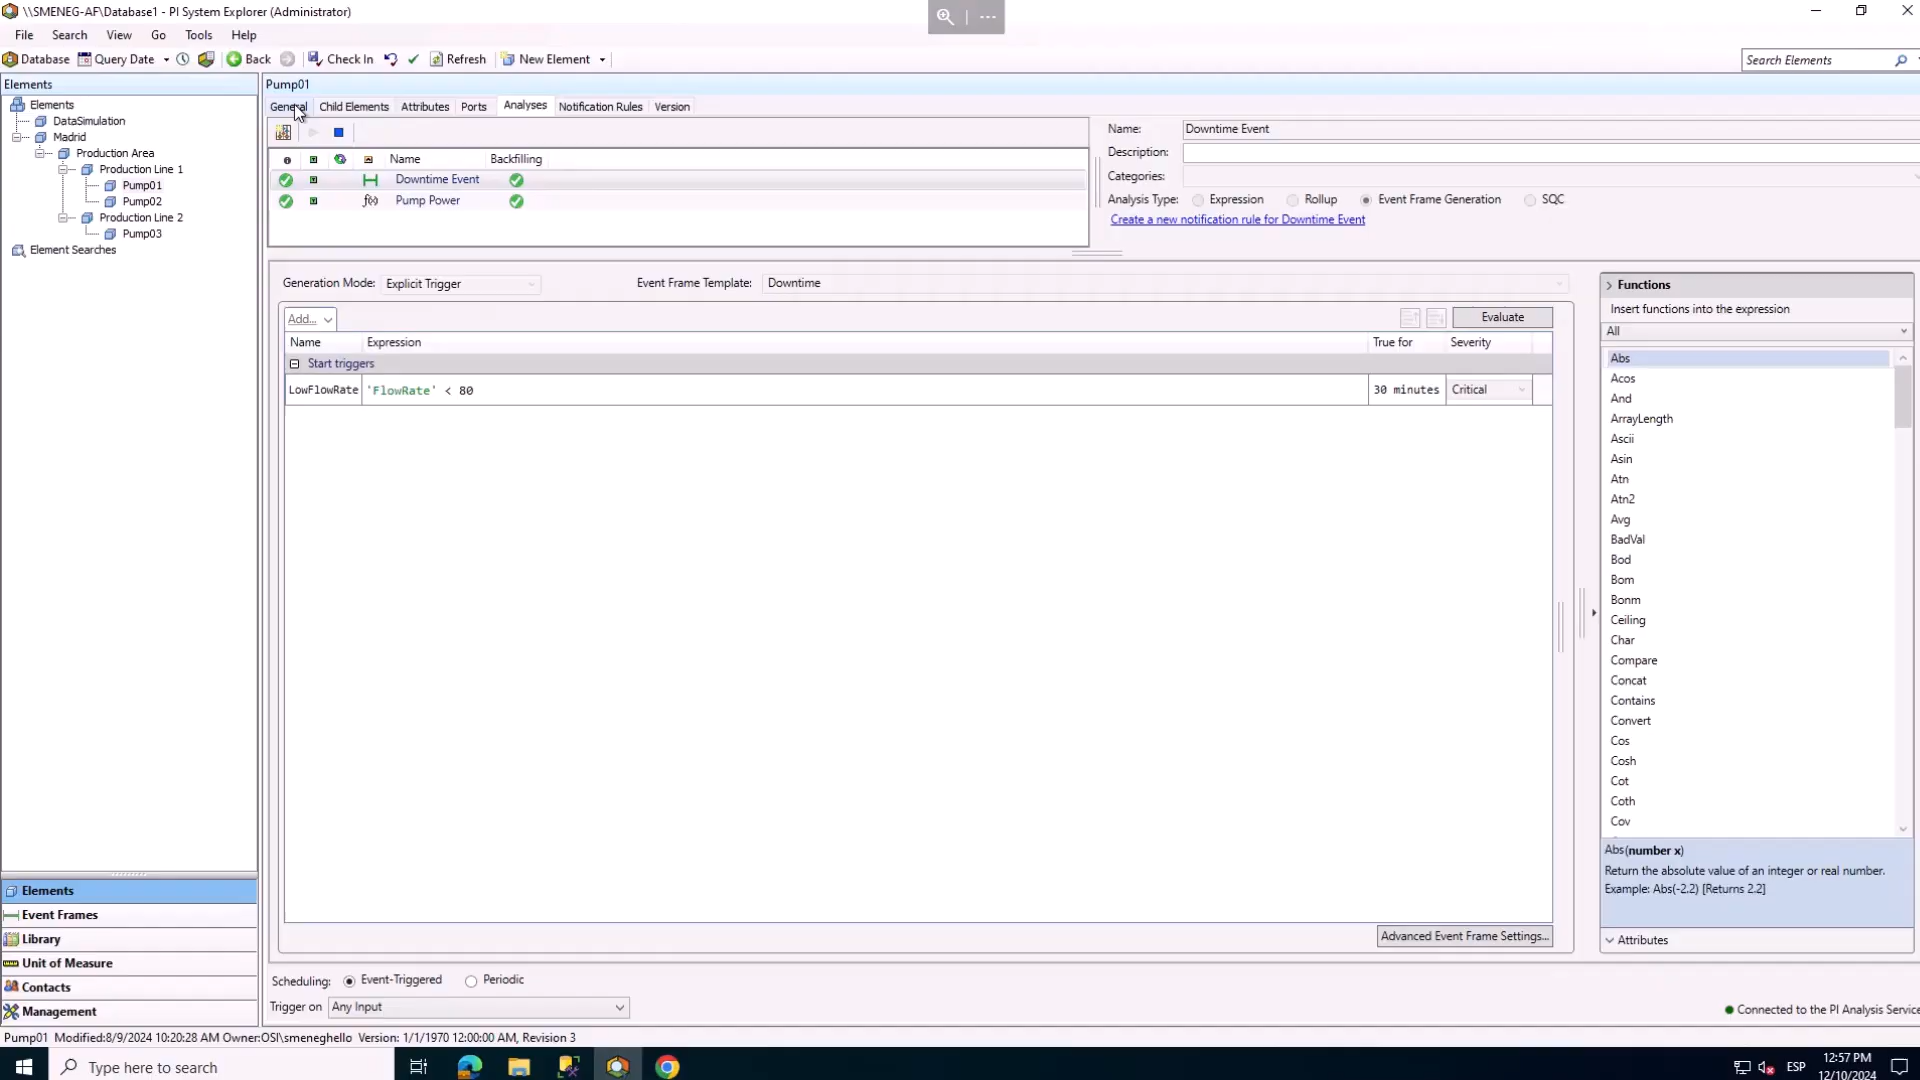 \\SMENEG-AF\Database1 - PI System Explorer (Administrator)
File Search View Go Tools Help
Database Query Date Back Check In Refresh New Element Search Elements
Elements
Elements
DataSimulation
Madrid
Production Area
Production Line 1
Pump01
Pump02
Production Line 2
Pump03
Element Searches
Elements
Event Frames
Library
Unit of Measure
Contacts
Management
Pump01
General Child Elements Attributes Ports Analyses Notification Rules Version
Name Backfilling
Downtime Event
Pump Power
Name: Downtime Event
Description:
Categories:
Analysis Type: Expression Rollup Event Frame Generation SQC
Create a new notification rule for Downtime Event
Generation Mode: Explicit Trigger Event Frame Template: Downtime
Add... Evaluate
Name Expression True for Severity
Start triggers
LowFlowRate 'FlowRate' < 80 30 minutes Critical
Advanced Event Frame Settings...
Functions
Insert functions into the expression
All
Abs
Acos
And
ArrayLength
Ascii
Asin
Atn
Atn2
Avg
BadVal
Bod
Bom
Bonm
Ceiling
Char
Compare
Concat
Contains
Convert
Cos
Cosh
Cot
Coth
Cov
Abs(number x)
Return the absolute value of an integer or real number.
Example: Abs(-2.2) [Returns 2.2]
Attributes
Scheduling: Event-Triggered Periodic
Trigger on Any Input
Connected to the PI Analysis Service
Pump01 Modified:8/9/2024 10:20:28 AM Owner:OSI\smeneghello Version: 1/1/1970 12:00:00 AM, Revision 3
Type here to search
ESP
12:57 PM
12/10/2024